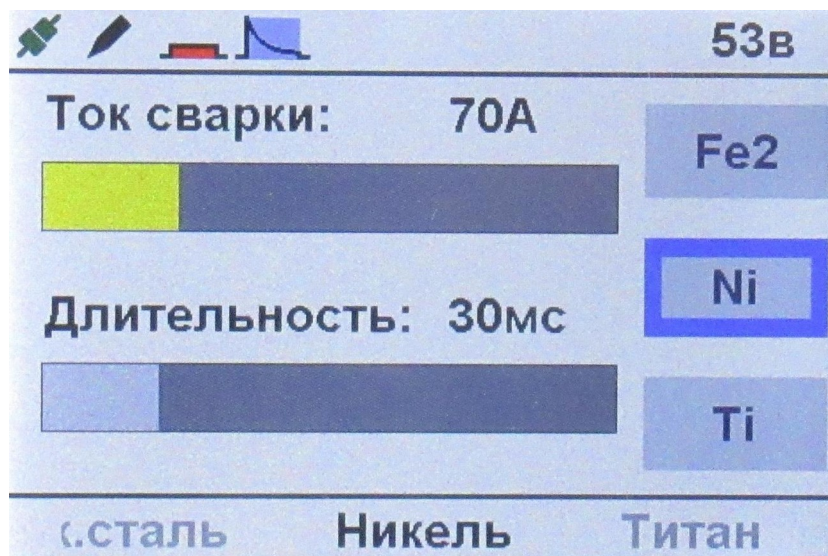 53в
Ток сварки: 70А
Fe2
Ni
Длительность: 30мс
Ti
.сталь Никель Титан